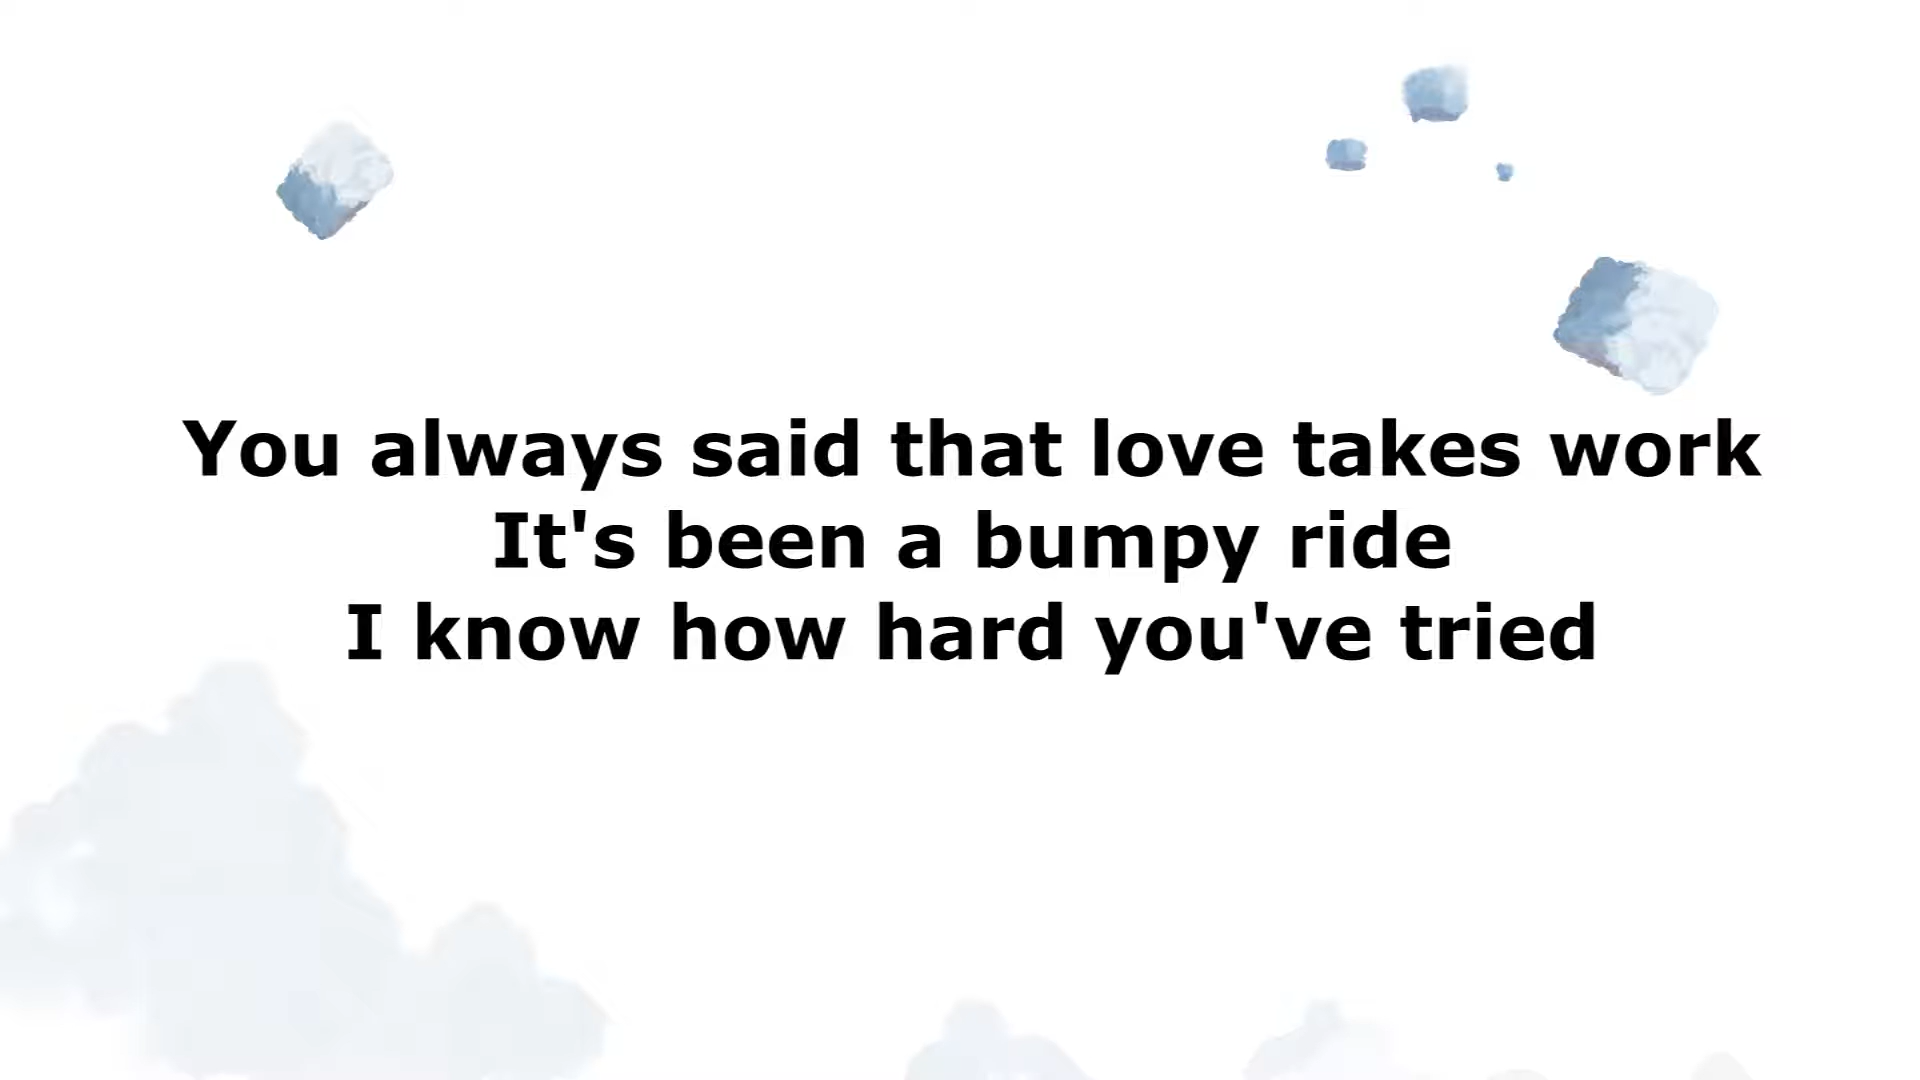 You always said that love takes work
It's been a bumpy ride
I know how hard you've tried